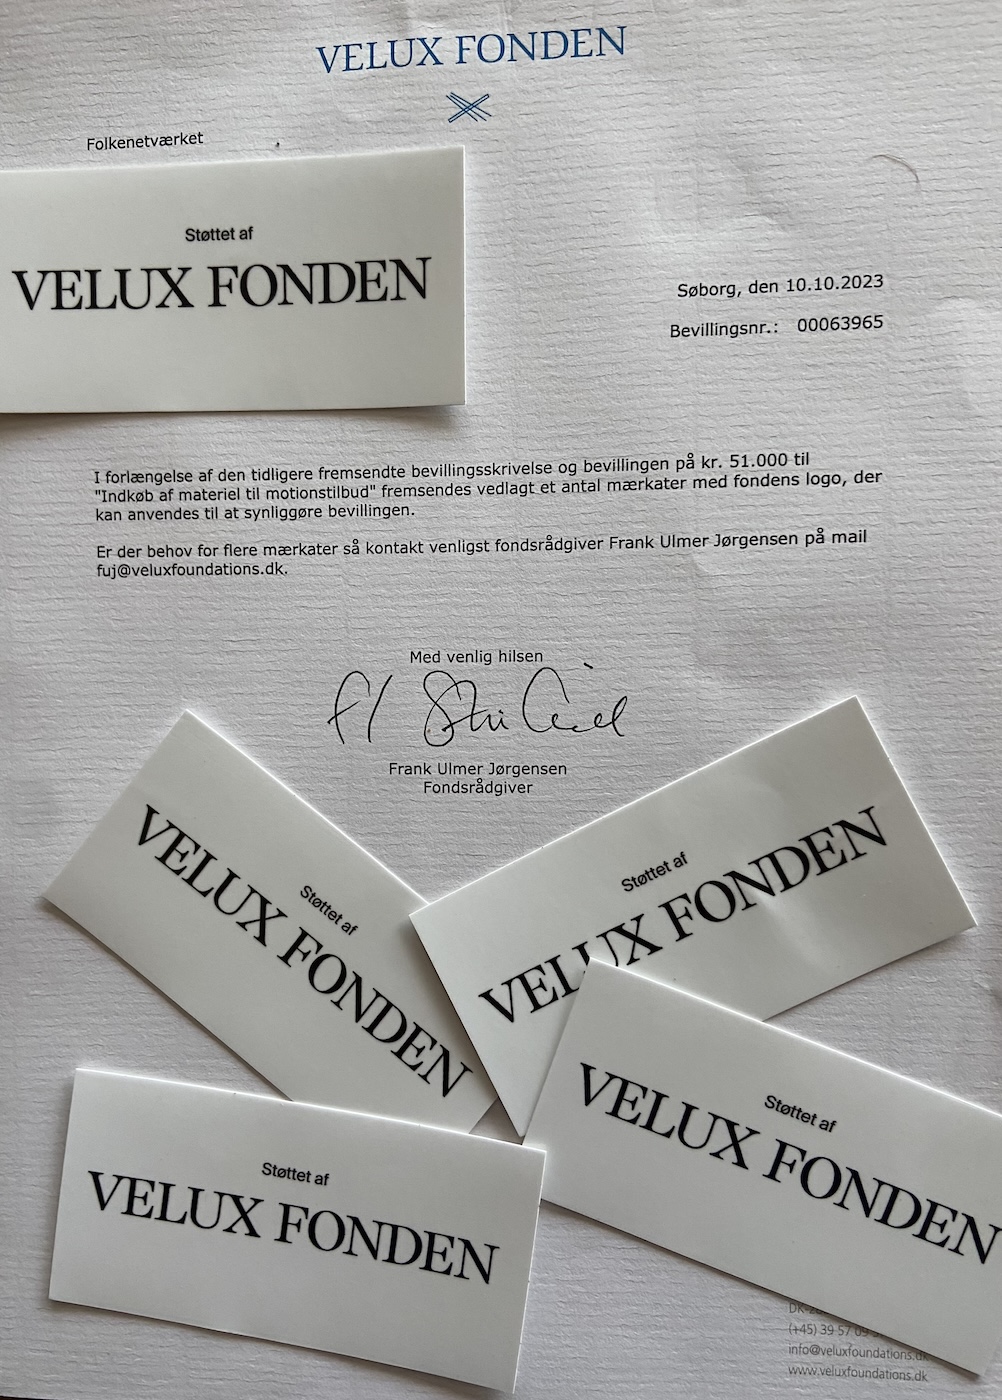 VELUX FONDEN
Folkenetværket
Støttet af
VELUX FONDEN
Søborg, den 10.10.2023
Bevillingsnr.: 00063965
I forlængelse af den tidligere fremsendte bevillingsskrivelse og bevillingen på kr. 51.000 til
"Indkøb af materiel til motionstilbud" fremsendes vedlagt et antal mærkater med fondens logo, der
kan anvendes til at synliggøre bevillingen.
Er der behov for flere mærkater så kontakt venligst fondsrådgiver Frank Ulmer Jørgensen på mail
fuj@veluxfoundations.dk.
Med venlig hilsen
Frank Ulmer Jørgensen
Fondsrådgiver
Støttet af
VELUX FONDEN
Støttet af
VELUX FONDEN
Støttet af
VELUX FONDEN
Støttet af
VELUX FONDEN
(+45) 39 57 09
info@veluxfoundations.dk
www.veluxfoundations.dk